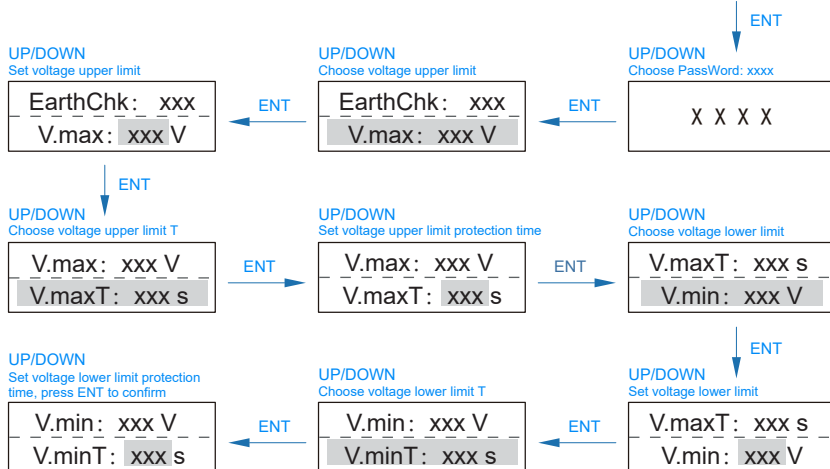 ENT
UP/DOWN
Set voltage upper limit
EarthChk: xxx
V.max: xxx V
ENT
UP/DOWN
Choose voltage upper limit
EarthChk: xxx
V.max: xxx V
ENT
UP/DOWN
Choose PassWord: xxxx
X X X X
ENT
UP/DOWN
Choose voltage upper limit T
V.max: xxx V
V.maxT: xxx s
ENT
UP/DOWN
Set voltage upper limit protection time
V.max: xxx V
V.maxT: xxx s
ENT
UP/DOWN
Choose voltage lower limit
V.maxT: xxx s
V.min: xxx V
ENT
UP/DOWN
Set voltage lower limit protection
time, press ENT to confirm
V.min: xxx V
V.minT: xxx s
ENT
UP/DOWN
Choose voltage lower limit T
V.min: xxx V
V.minT: xxx s
ENT
UP/DOWN
Set voltage lower limit
V.maxT: xxx s
V.min: xxx V